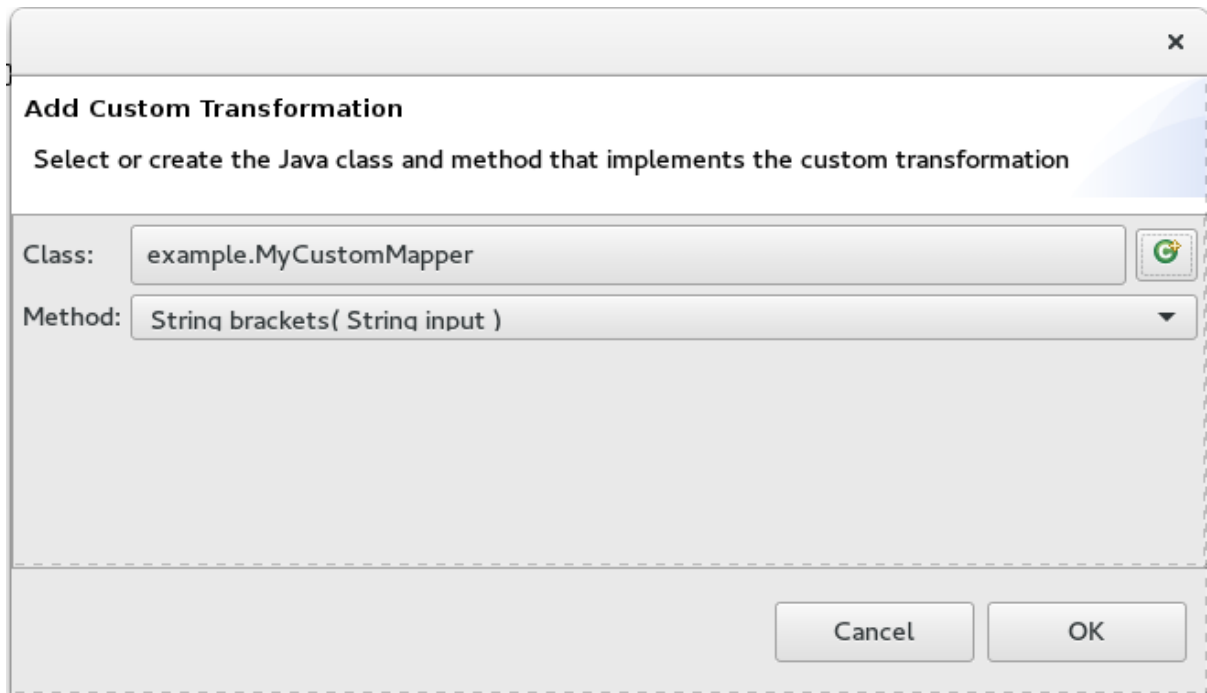 Add Custom Transformation
Select or create the Java class and method that implements the custom transformation
Class: example.MyCustomMapper
Method: String brackets( String input )
Cancel OK